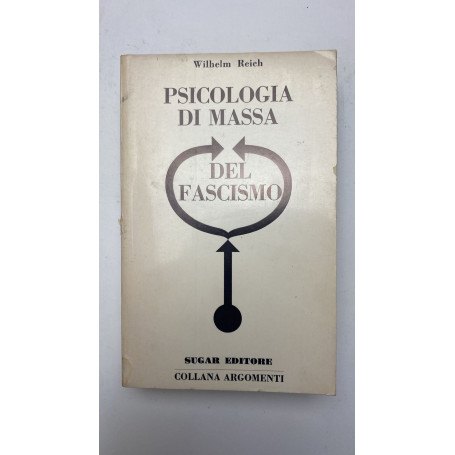 Wilhelm Reich
PSICOLOGIA
DI MASSA
DEL
FASCISMO
SUGAR EDITORE
COLLANA ARGOMENTI